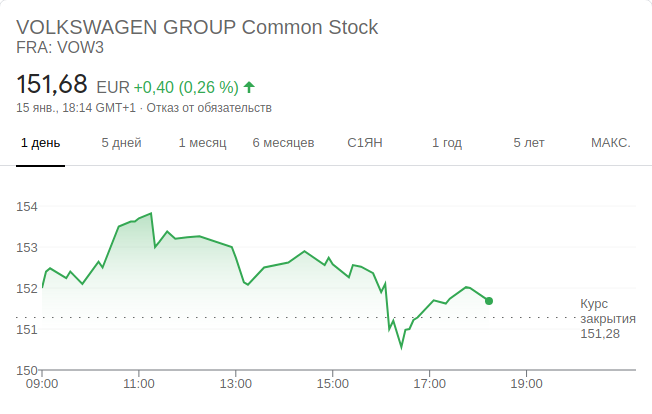 VOLKSWAGEN GROUP Common Stock
FRA: VOW3
151,68 EUR +0,40 (0,26 %)
15 янв., 18:14 GMT+1 · Отказ от обязательств
1 день 5 дней 1 месяц 6 месяцев С1ЯН 1 год 5 лет МАКС.
154
153
152
Курс
закрытия
151,28
151
150
09:00 11:00 13:00 15:00 17:00 19:00